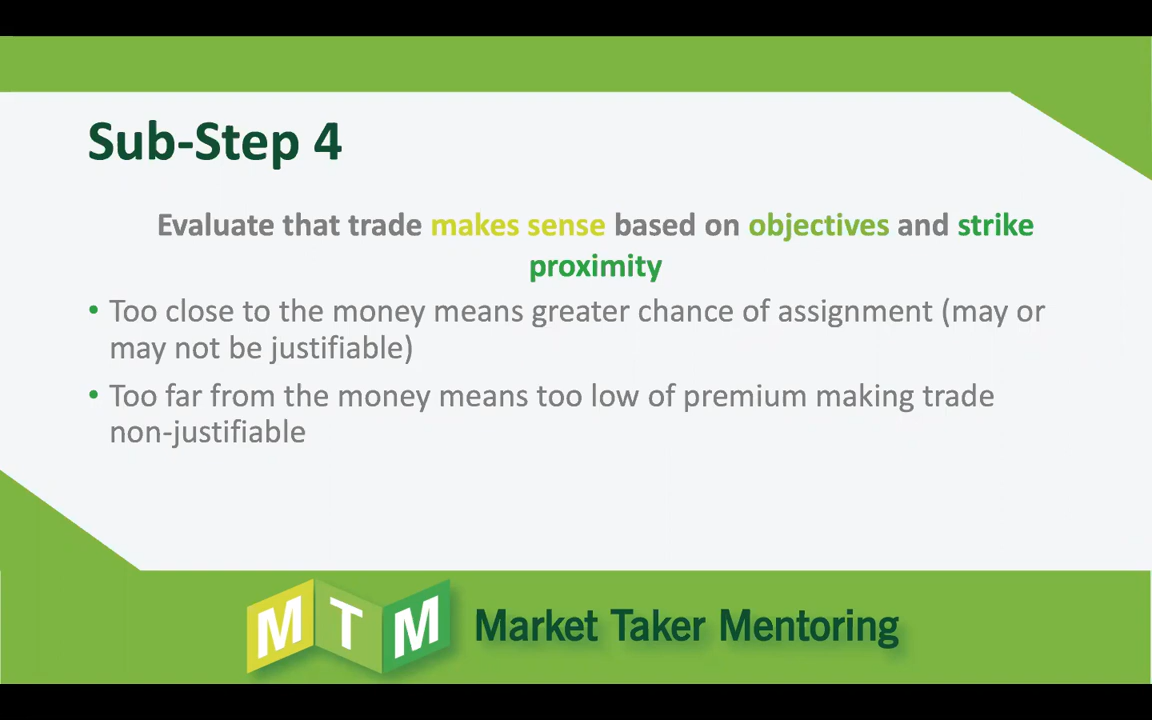 Sub-Step 4
Evaluate that trade makes sense based on objectives and strike
proximity
• Too close to the money means greater chance of assignment (may or
may not be justifiable)
• Too far from the money means too low of premium making trade
non-justifiable
MTM Market Taker Mentoring